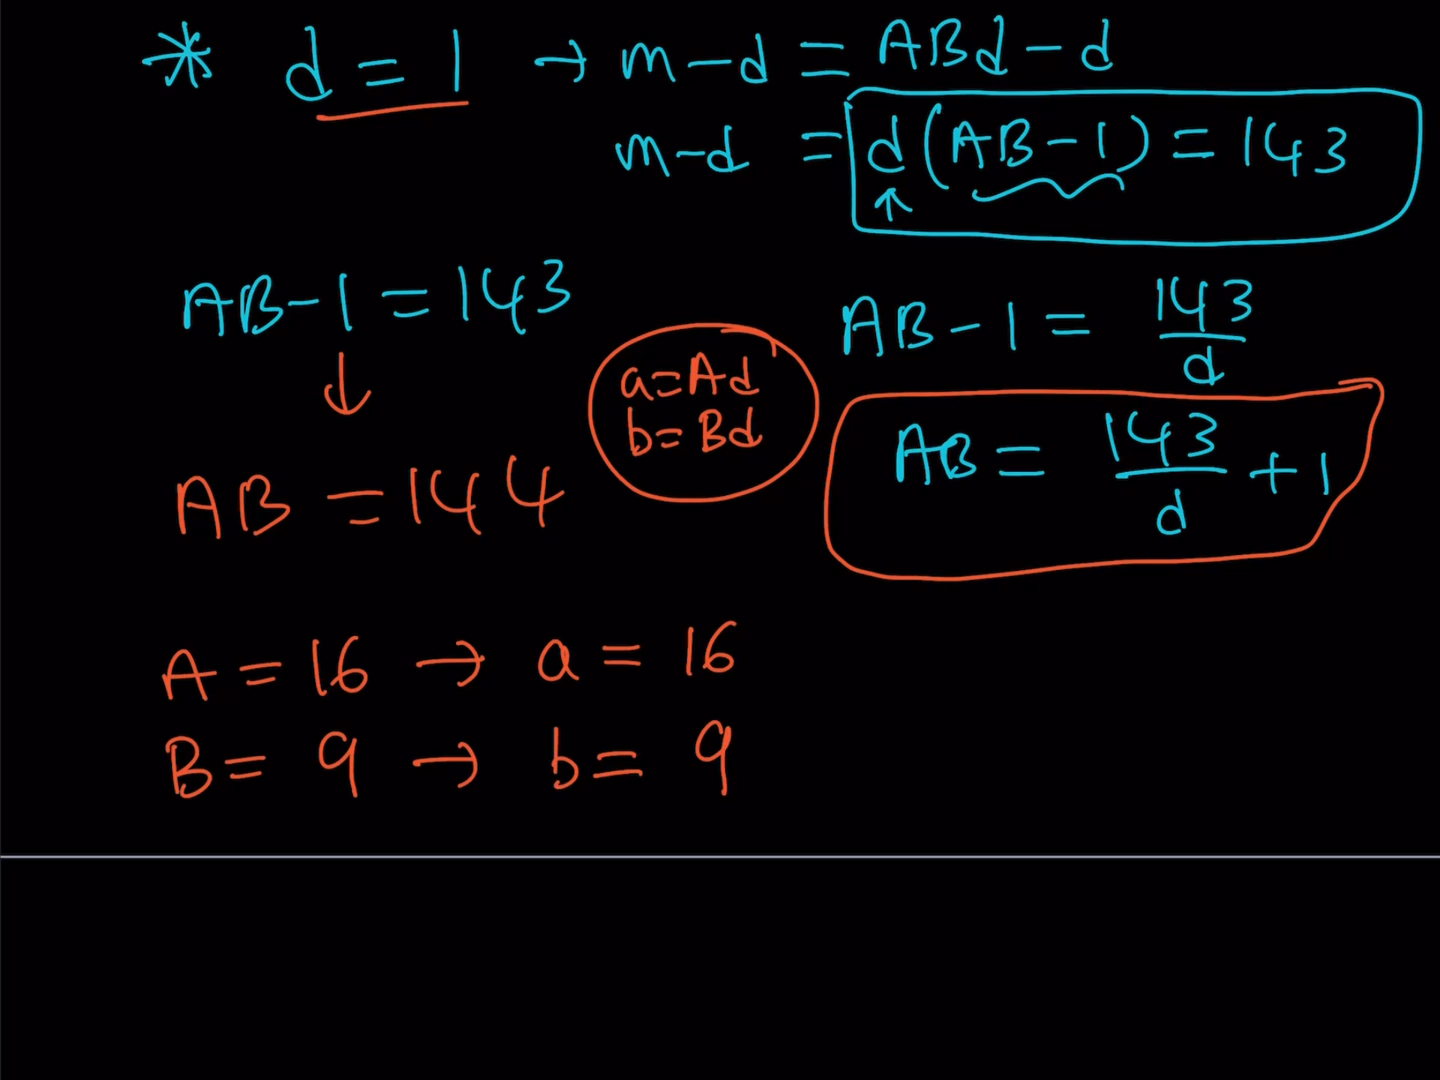 * d = 1 → m - d = ABd - d
m - d = d(AB - 1) = 143
AB - 1 = 143
AB - 1 = 143/d
a = Ad
b = Bd
AB = 143/d + 1
AB = 144
A = 16 → a = 16
B = 9 → b = 9